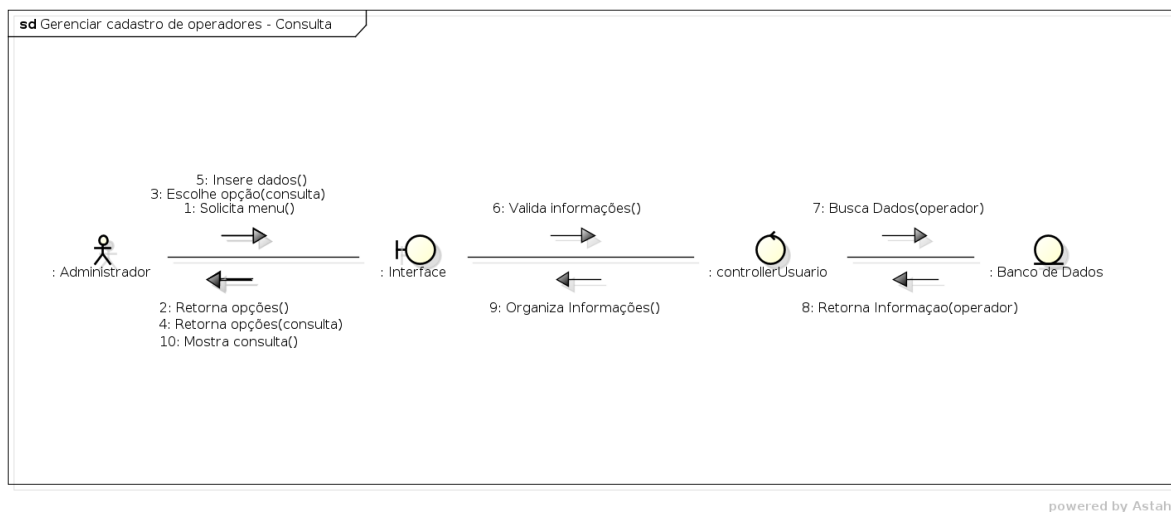 sd Gerenciar cadastro de operadores - Consulta
5: Insere dados()
3: Escolhe opção(consulta)
1: Solicita menu()
6: Valida informações()
7: Busca Dados(operador)
: Administrador
: Interface
: controllerUsuario
: Banco de Dados
2: Retorna opções()
4: Retorna opções(consulta)
10: Mostra consulta()
9: Organiza Informações()
8: Retorna Informaçao(operador)
powered by Astah